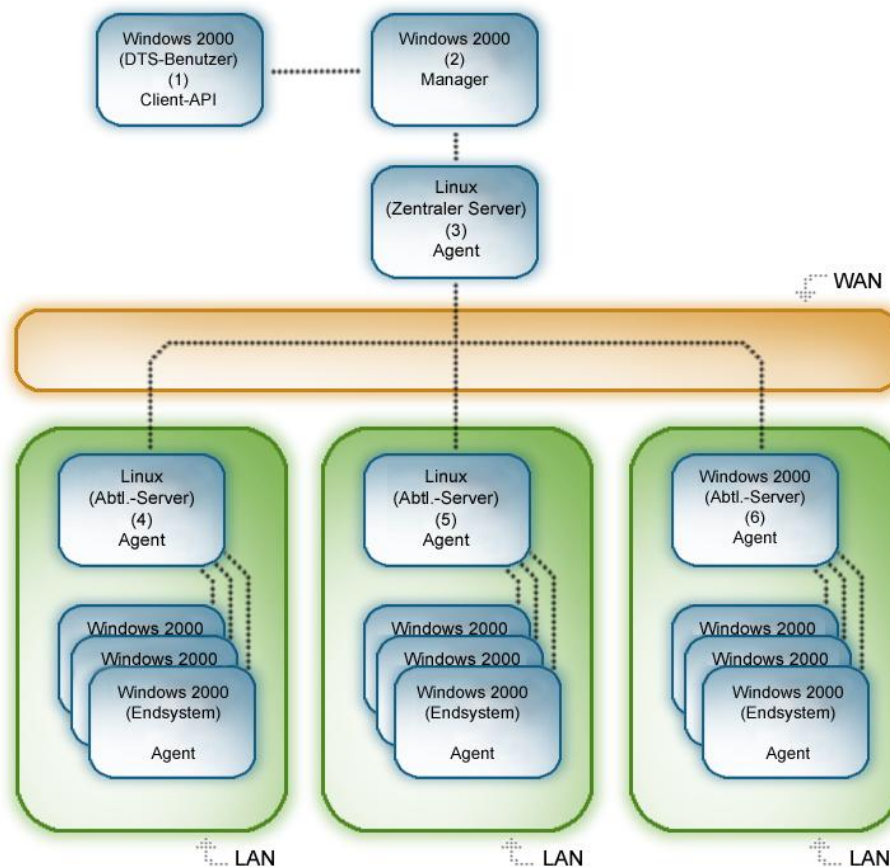 Windows 2000
(DTS-Benutzer)
(1)
Client-API
Windows 2000
(2)
Manager
Linux
(Zentraler Server)
(3)
Agent
WAN
Linux
(Abtl.-Server)
(4)
Agent
Linux
(Abtl.-Server)
(5)
Agent
Windows 2000
(Abtl.-Server)
(6)
Agent
Windows 2000
Windows 2000
Windows 2000
(Endsystem)
Agent
Windows 2000
Windows 2000
Windows 2000
(Endsystem)
Agent
Windows 2000
Windows 2000
Windows 2000
(Endsystem)
Agent
LAN
LAN
LAN